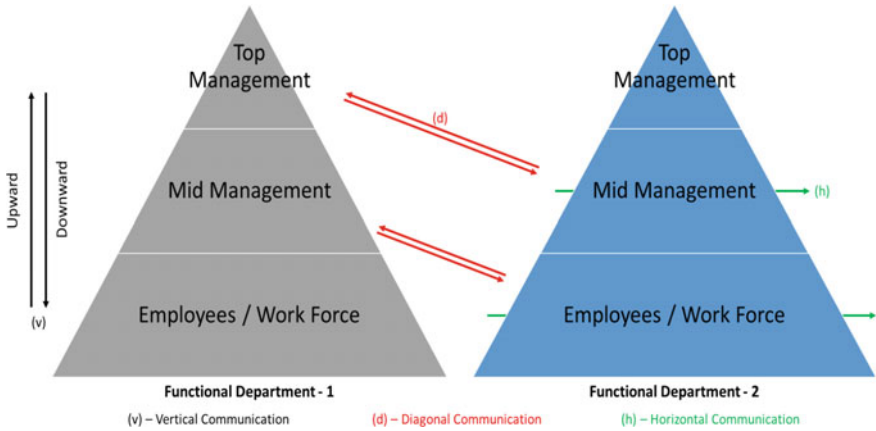 Top
Management
Mid Management
Employees / Work Force
Upward
Downward
(v)
Functional Department - 1
(d)
Top
Management
Mid Management
(h)
Employees / Work Force
Functional Department - 2
(v) – Vertical Communication
(d) – Diagonal Communication
(h) – Horizontal Communication